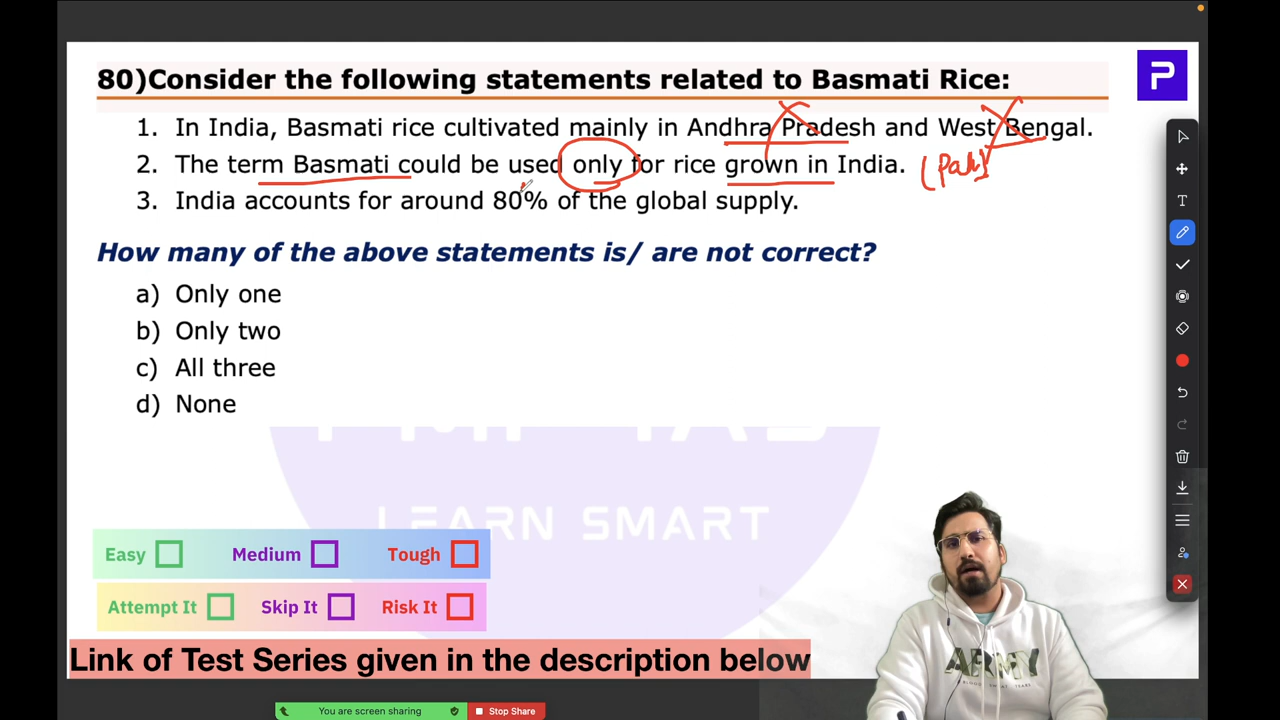 P
80)Consider the following statements related to Basmati Rice:
1. In India, Basmati rice cultivated mainly in Andhra Pradesh and West Bengal.
2. The term Basmati could be used only for rice grown in India. (Pak)
3. India accounts for around 80% of the global supply.
How many of the above statements is/ are not correct?
a) Only one
b) Only two
c) All three
d) None
LEARN SMART
Easy Medium Tough
Attempt It Skip It Risk It
ARMY
Link of Test Series given in the description below
You are screen sharing Stop Share